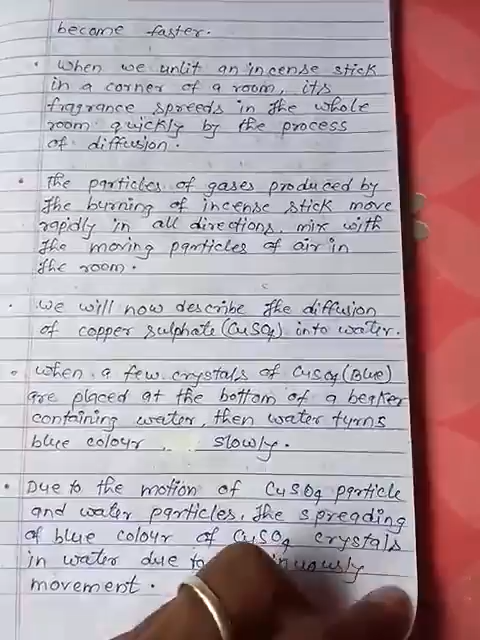 become faster.
• when we unlit an incense stick
in a corner of a room, its
fragrance spreeds in the whole
room quickly by the process
of diffusion.
• the particles of gases produced by
the burning of incense stick move
rapidly in all directions, mix with
the moving particles of air in
the room.
• we will now describe the diffusion
of copper sulphate (CuSO4) into water.
• when a few crystals of CuSO4 (Blue)
are placed at the bottom of a beaker
containing water, then water turns
blue colour slowly.
• Due to the motion of CuSO4 particle
and water particles, the spreading
of blue colour of CuSO4 crystals
in water due
movement.